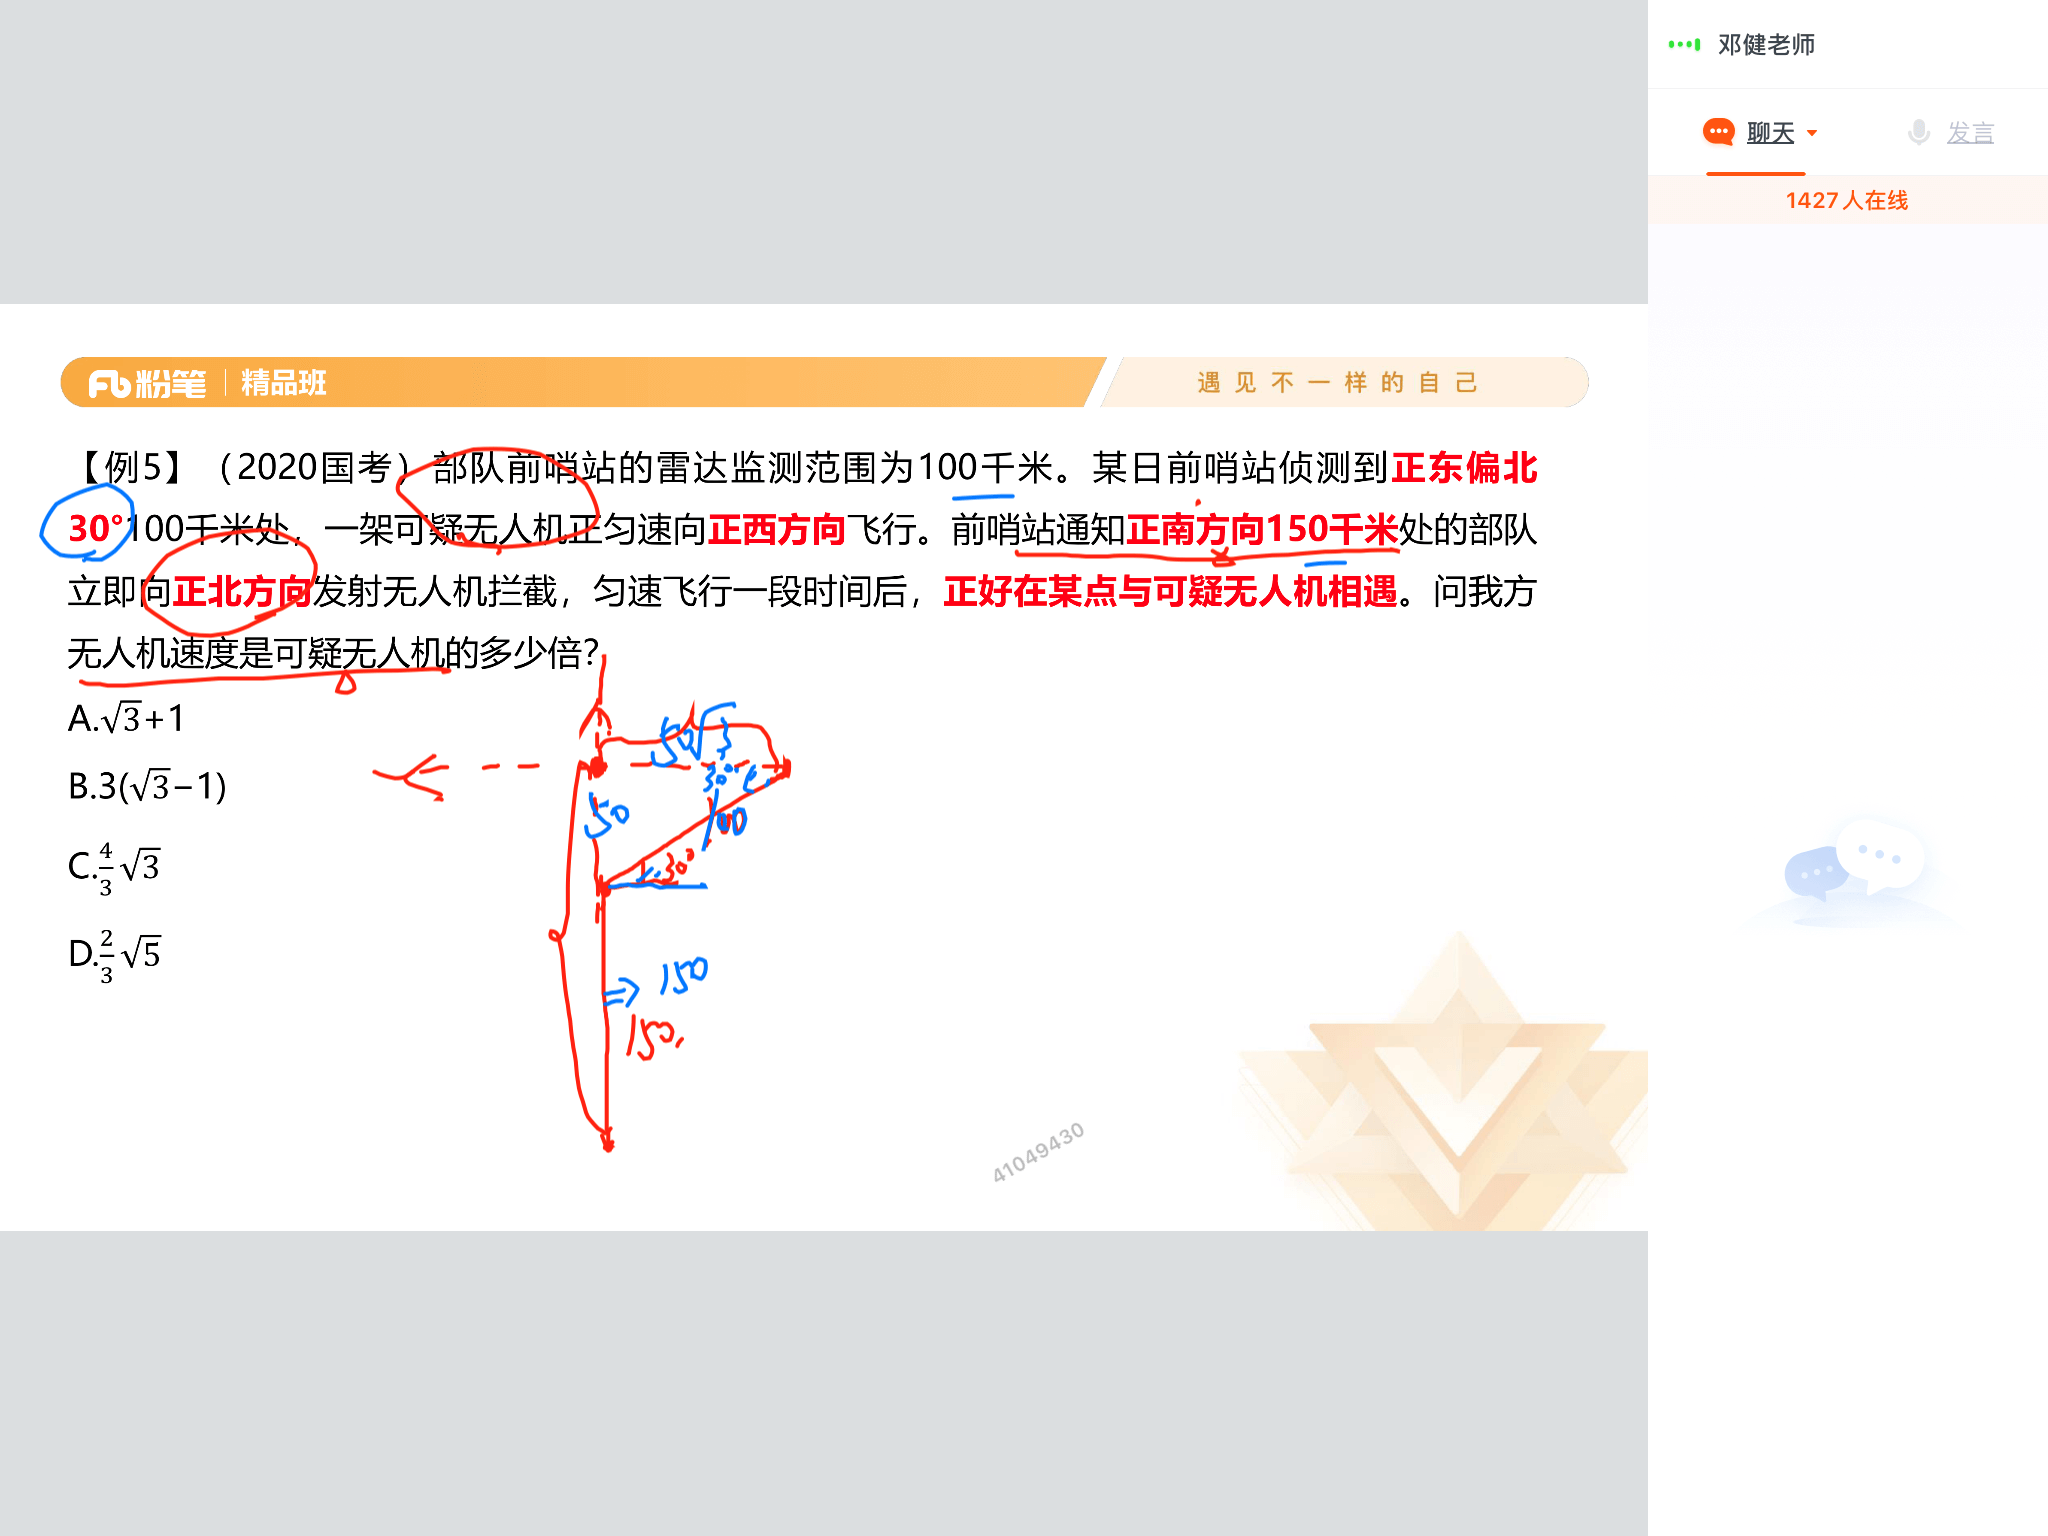 邓健老师
聊天
发言
1427人在线
粉笔 精品班
遇见不一样的自己
【例5】（2020国考）部队前哨站的雷达监测范围为100千米。某日前哨站侦测到正东偏北
30°100千米处，一架可疑无人机正匀速向正西方向飞行。前哨站通知正南方向150千米处的部队
立即向正北方向发射无人机拦截，匀速飞行一段时间后，正好在某点与可疑无人机相遇。问我方
无人机速度是可疑无人机的多少倍？
A.√3+1
B.3(√3−1)
C.4/3 √3
D.2/3 √5
50√3
30°
50
100
30°
150
150
41049430